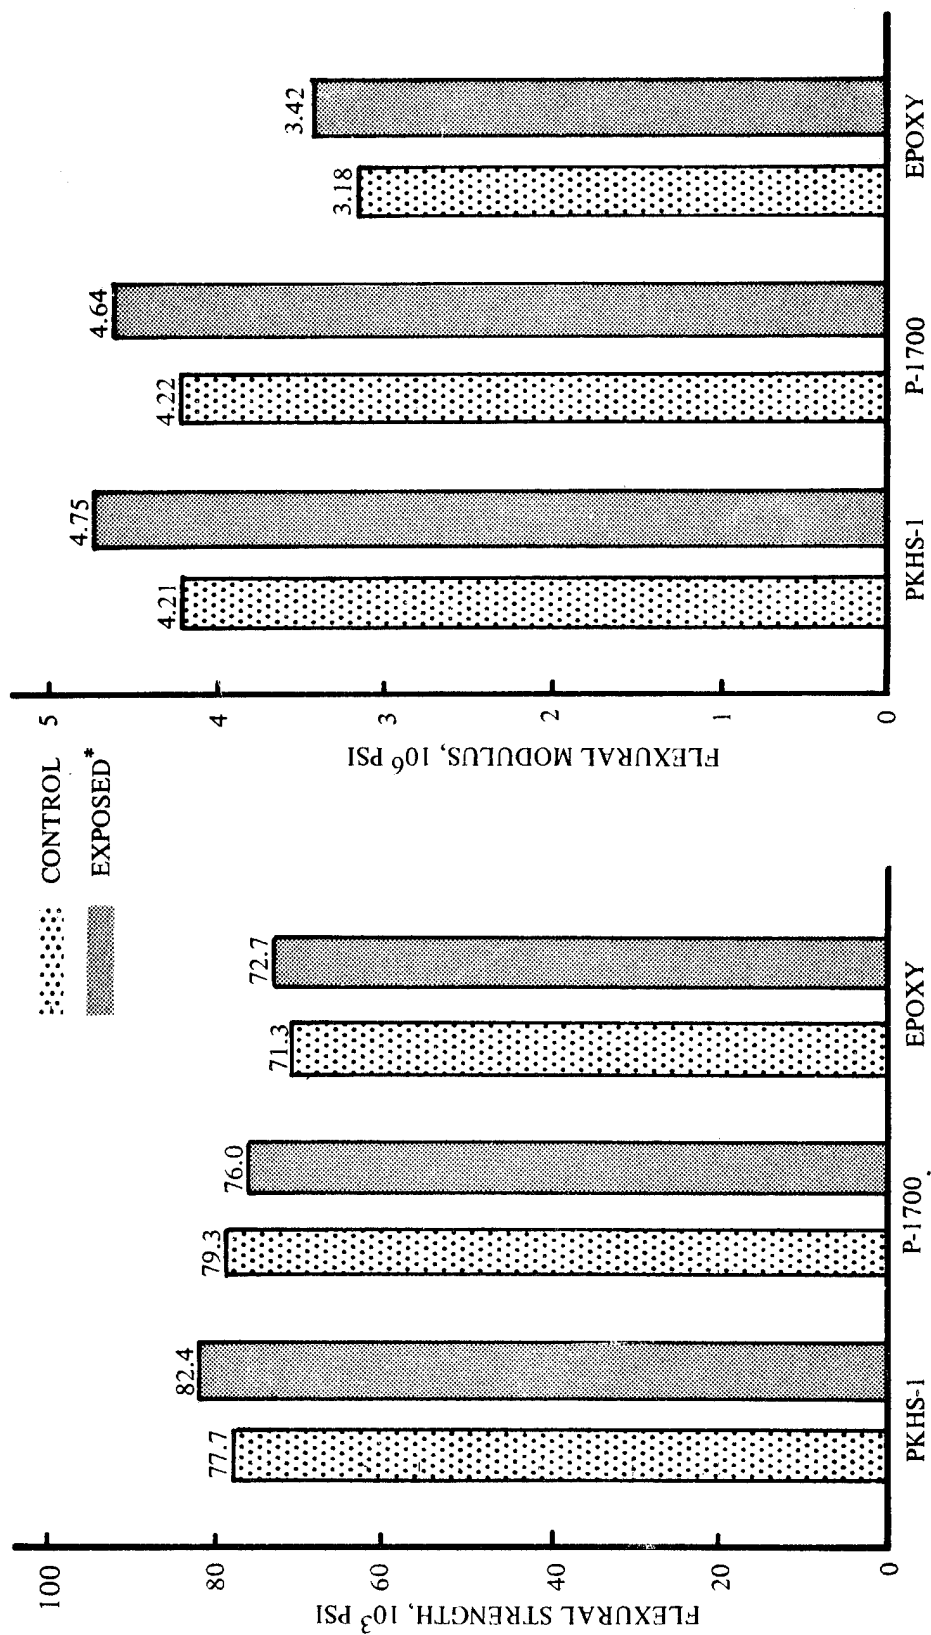 CONTROL
EXPOSED*
FLEXURAL STRENGTH, 10³ PSI
100
80
60
40
20
0
77.7
82.4
79.3
76.0
71.3
72.7
PKHS-1
P-1700
EPOXY
FLEXURAL MODULUS, 10⁶ PSI
5
4
3
2
1
0
4.21
4.75
4.22
4.64
3.18
3.42
PKHS-1
P-1700
EPOXY